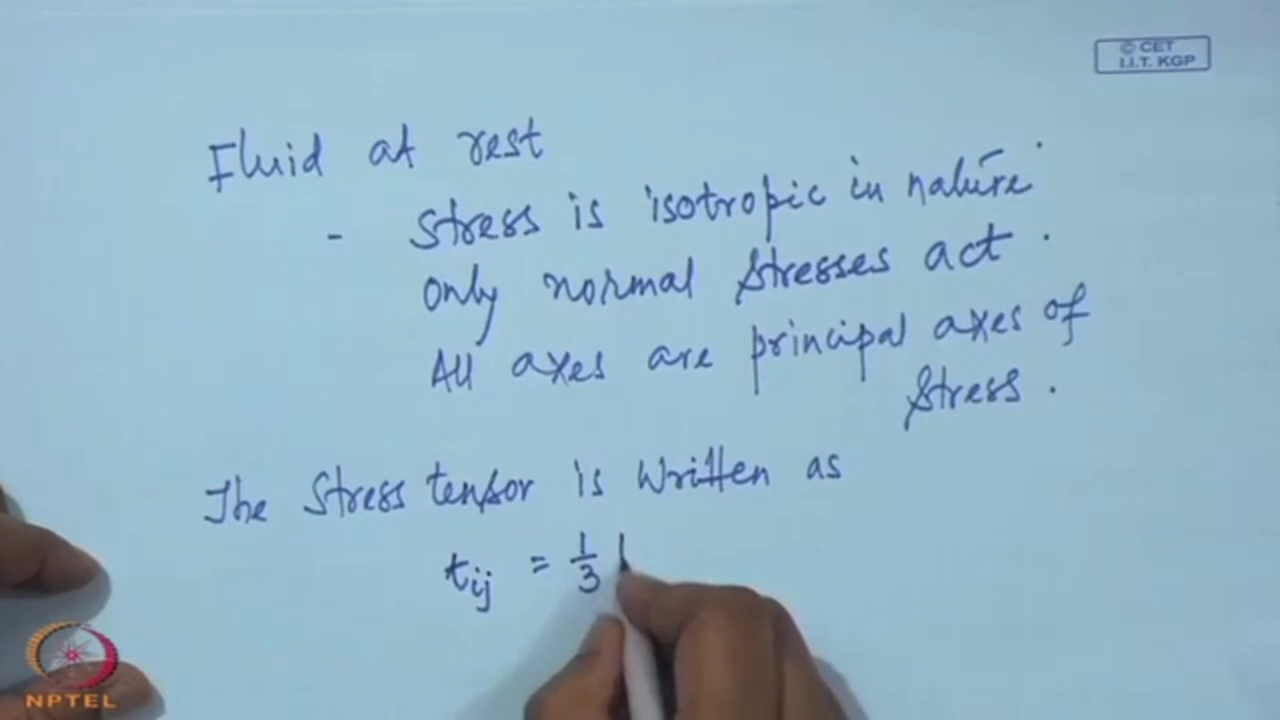 © CET
I.I.T. KGP
Fluid at rest
- Stress is isotropic in nature.
Only normal stresses act.
All axes are principal axes of
stress.
The Stress tensor is written as
tij = 1/3
NPTEL